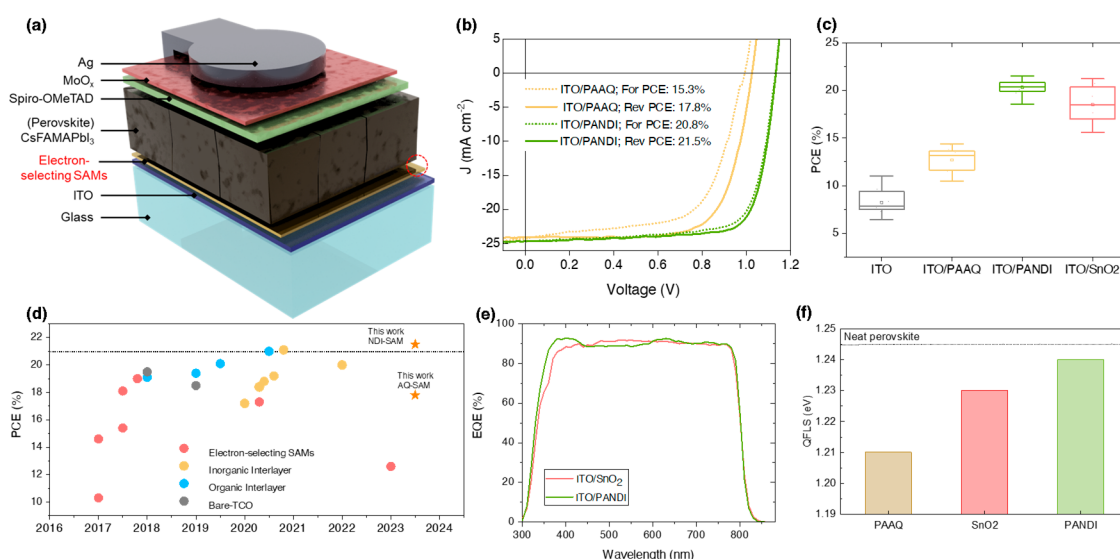 (a)
Ag
MoOₓ
Spiro-OMeTAD
(Perovskite)
CsFAMAPbI₃
Electron-
selecting SAMs
ITO
Glass
(b)
J (mA cm⁻²)
5
0
-5
-10
-15
-20
-25
ITO/PAAQ; For PCE: 15.3%
ITO/PAAQ; Rev PCE: 17.8%
ITO/PANDI; For PCE: 20.8%
ITO/PANDI; Rev PCE: 21.5%
0.0 0.2 0.4 0.6 0.8 1.0 1.2
Voltage (V)
(c)
PCE (%)
25
20
15
10
5
ITO ITO/PAAQ ITO/PANDI ITO/SnO2
(d)
PCE (%)
22
20
18
16
14
12
10
This work
NDI-SAM
This work
AQ-SAM
Electron-selecting SAMs
Inorganic Interlayer
Organic Interlayer
Bare-TCO
2016 2017 2018 2019 2020 2021 2022 2023 2024
(e)
EQE (%)
100
80
60
40
20
0
ITO/SnO₂
ITO/PANDI
300 400 500 600 700 800
Wavelength (nm)
(f)
QFLS (eV)
1.25
1.24
1.23
1.22
1.21
1.20
1.19
Neat perovskite
PAAQ SnO2 PANDI